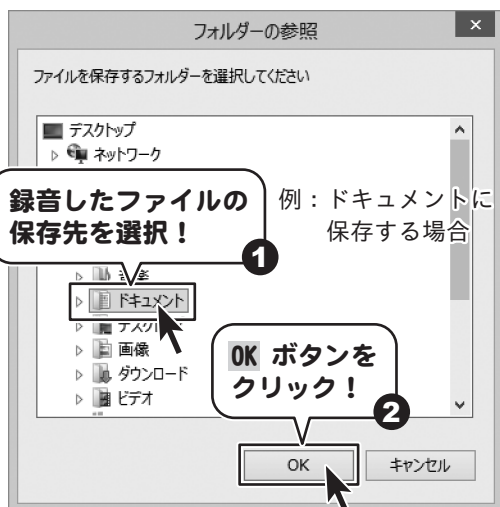 フォルダーの参照
×
ファイルを保存するフォルダーを選択してください
デスクトップ
ネットワーク
録音したファイルの
保存先を選択！
1
例：ドキュメントに
保存する場合
ドキュメント
画像
ダウンロード
ビデオ
OK ボタンを
クリック！
2
OK
キャンセル